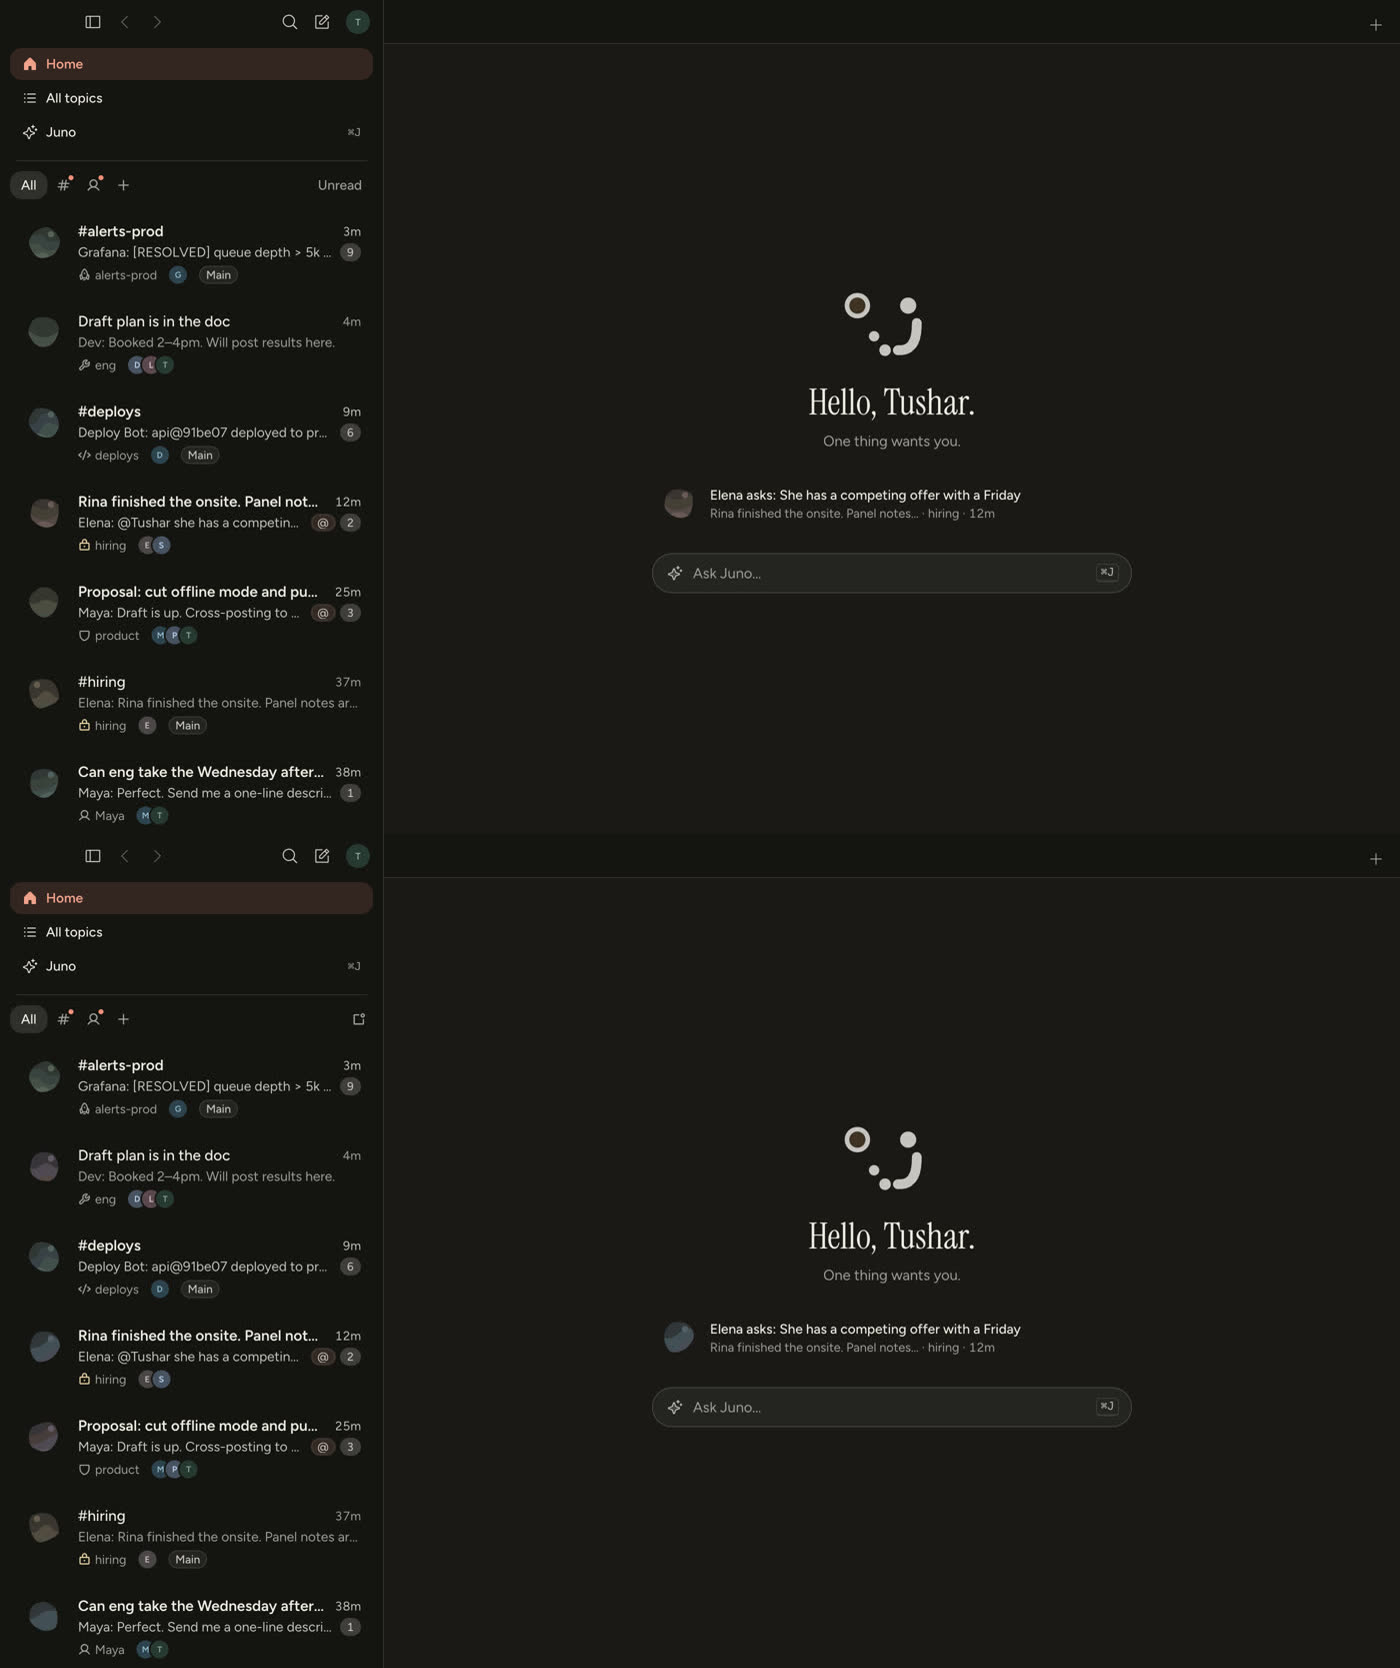 T
Home
All topics
Juno ⌘J
All # + Unread
#alerts-prod 3m
Grafana: [RESOLVED] queue depth > 5k ... 9
alerts-prod G Main
Draft plan is in the doc 4m
Dev: Booked 2–4pm. Will post results here.
eng D L T
#deploys 9m
Deploy Bot: api@91be07 deployed to pr... 6
</> deploys D Main
Rina finished the onsite. Panel not... 12m
Elena: @Tushar she has a competin... @ 2
hiring E S
Proposal: cut offline mode and pu... 25m
Maya: Draft is up. Cross-posting to ... @ 3
product M P T
#hiring 37m
Elena: Rina finished the onsite. Panel notes ar...
hiring E Main
Can eng take the Wednesday after... 38m
Maya: Perfect. Send me a one-line descri... 1
Maya M T
Hello, Tushar.
One thing wants you.
Elena asks: She has a competing offer with a Friday
Rina finished the onsite. Panel notes... · hiring · 12m
Ask Juno... ⌘J
T
Home
All topics
Juno ⌘J
All # +
#alerts-prod 3m
Grafana: [RESOLVED] queue depth > 5k ... 9
alerts-prod G Main
Draft plan is in the doc 4m
Dev: Booked 2–4pm. Will post results here.
eng D L T
#deploys 9m
Deploy Bot: api@91be07 deployed to pr... 6
</> deploys D Main
Rina finished the onsite. Panel not... 12m
Elena: @Tushar she has a competin... @ 2
hiring E S
Proposal: cut offline mode and pu... 25m
Maya: Draft is up. Cross-posting to ... @ 3
product M P T
#hiring 37m
Elena: Rina finished the onsite. Panel notes ar...
hiring E Main
Can eng take the Wednesday after... 38m
Maya: Perfect. Send me a one-line descri... 1
Maya M T
Hello, Tushar.
One thing wants you.
Elena asks: She has a competing offer with a Friday
Rina finished the onsite. Panel notes... · hiring · 12m
Ask Juno... ⌘J